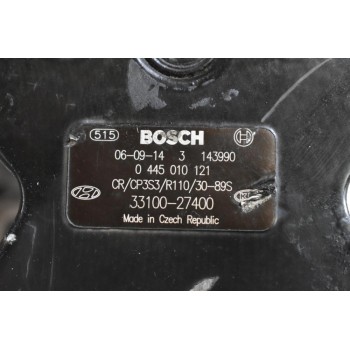 515 BOSCH
06-09-14 3 143990
0 445 010 121
CR/CP3S3/R110/30-89S
33100-27400
Made in Czech Republic